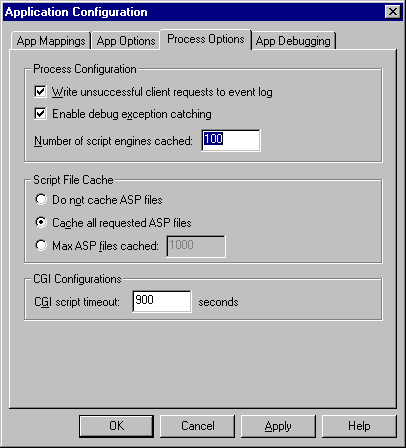 Application Configuration
App Mappings App Options Process Options App Debugging
Process Configuration
Write unsuccessful client requests to event log
Enable debug exception catching
Number of script engines cached: 100
Script File Cache
Do not cache ASP files
Cache all requested ASP files
Max ASP files cached: 1000
CGI Configurations
CGI script timeout: 900 seconds
OK Cancel Apply Help